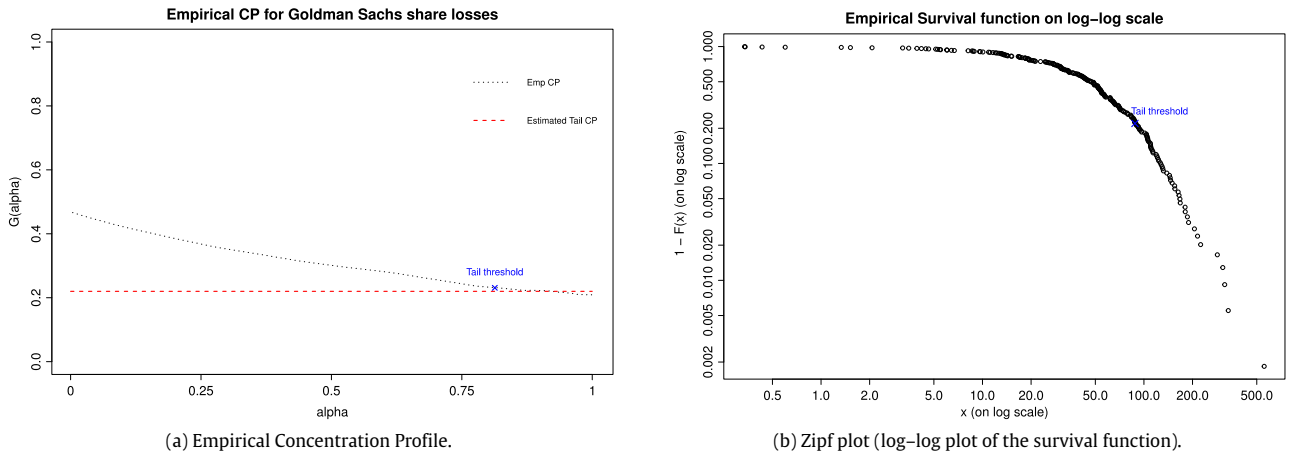 Empirical CP for Goldman Sachs share losses
G(alpha)
1.0
0.8
0.6
0.4
0.2
0.0
Emp CP
Estimated Tail CP
Tail threshold
0 0.25 0.5 0.75 1
alpha
(a) Empirical Concentration Profile.
Empirical Survival function on log−log scale
1 − F(x) (on log scale)
1.000
0.500
0.200
0.100
0.050
0.020
0.010
0.005
0.002
Tail threshold
0.5 1.0 2.0 5.0 10.0 20.0 50.0 100.0 200.0 500.0
x (on log scale)
(b) Zipf plot (log–log plot of the survival function).